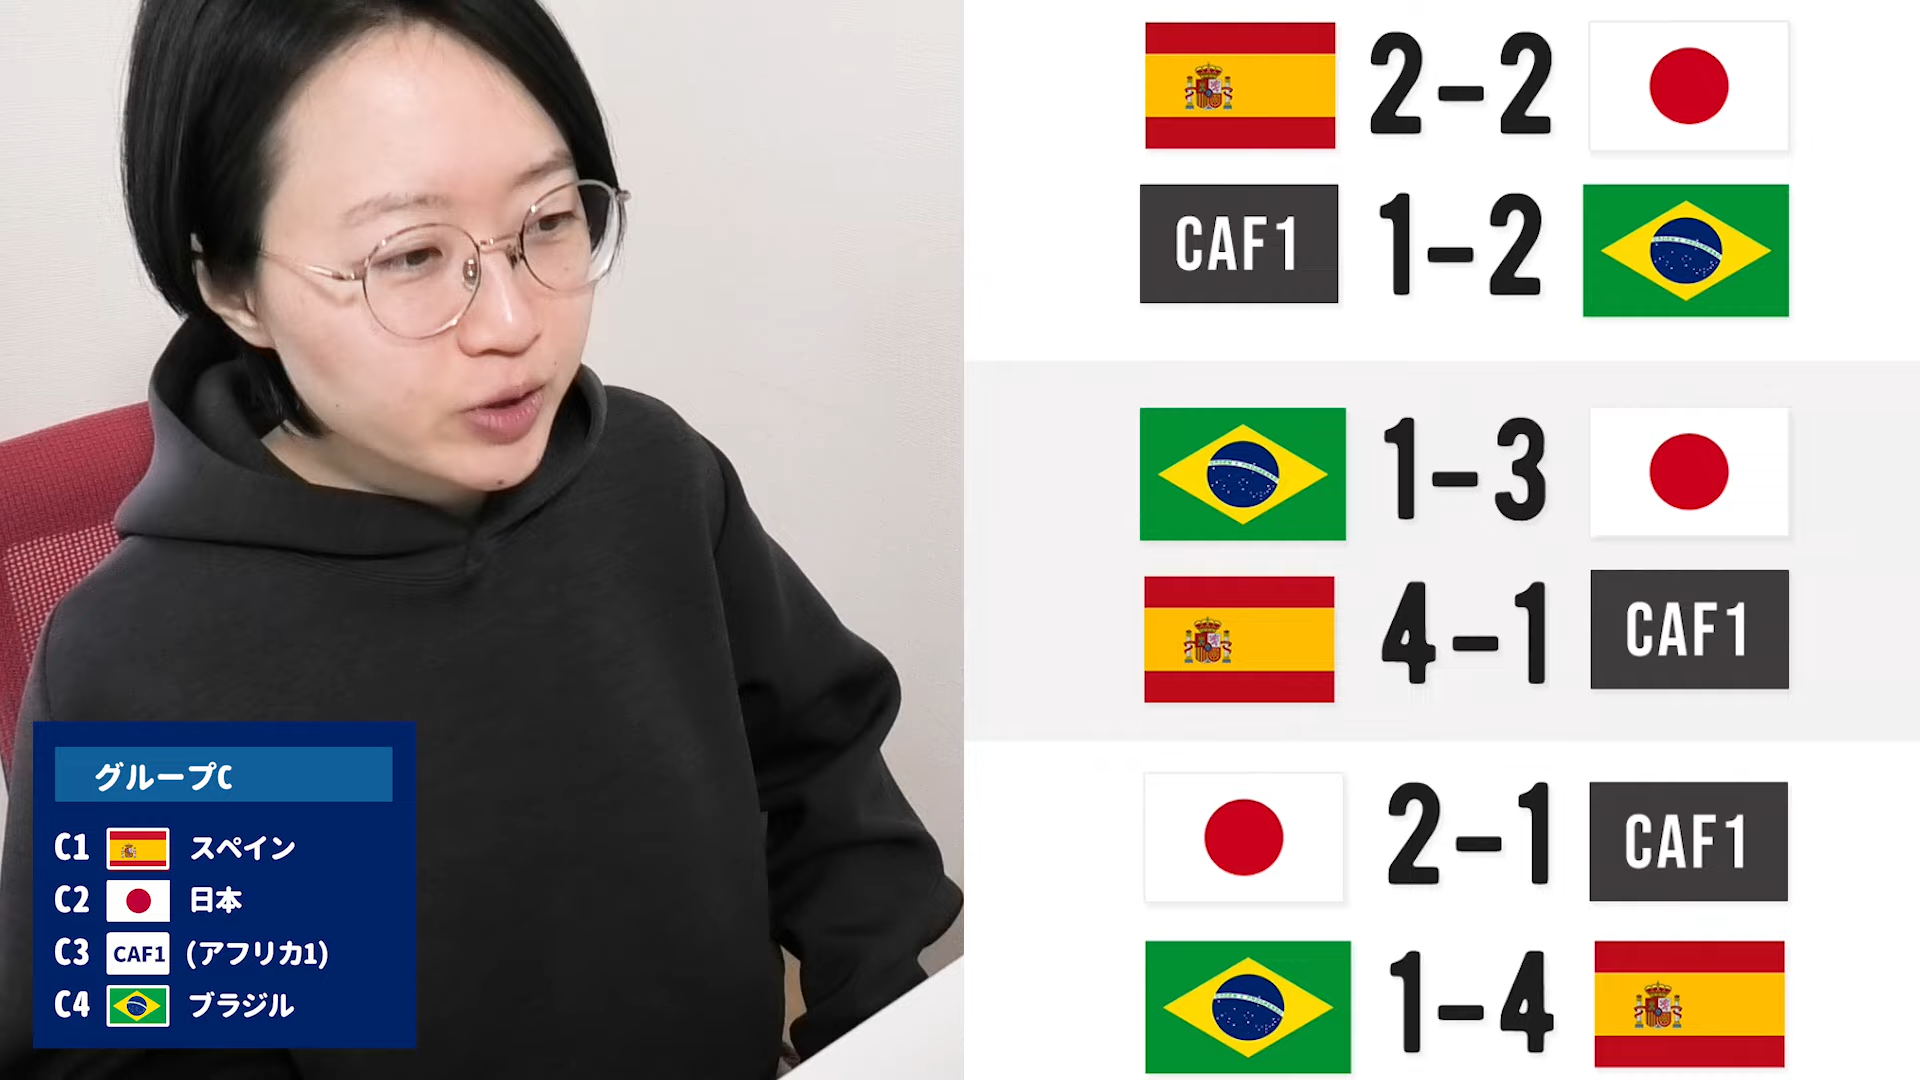 グループC
C1 スペイン
C2 日本
C3 CAF1 (アフリカ1)
C4 ブラジル
2-2
CAF1 1-2
1-3
4-1 CAF1
2-1 CAF1
1-4